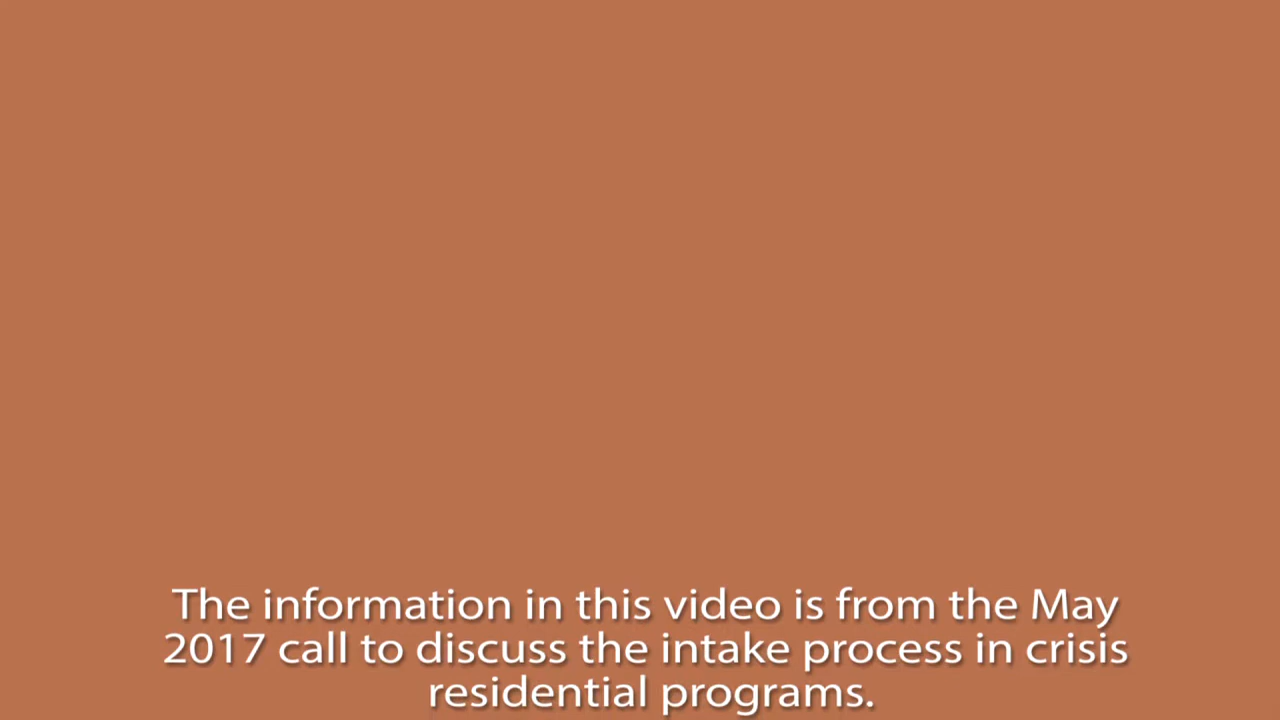 The information in this video is from the May
2017 call to discuss the intake process in crisis
residential programs.